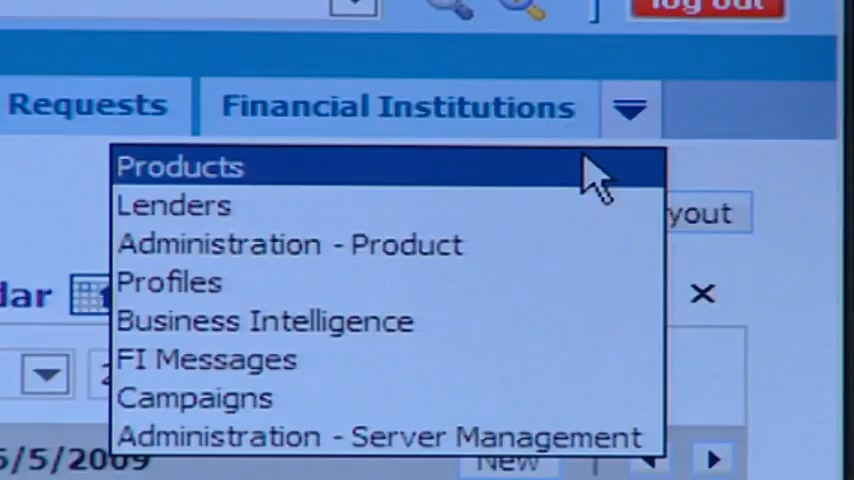 log out
Requests
Financial Institutions
Products
Lenders
yout
Administration - Product
Profiles
dar
Business Intelligence
FI Messages
Campaigns
Administration - Server Management
5/5/2009
New